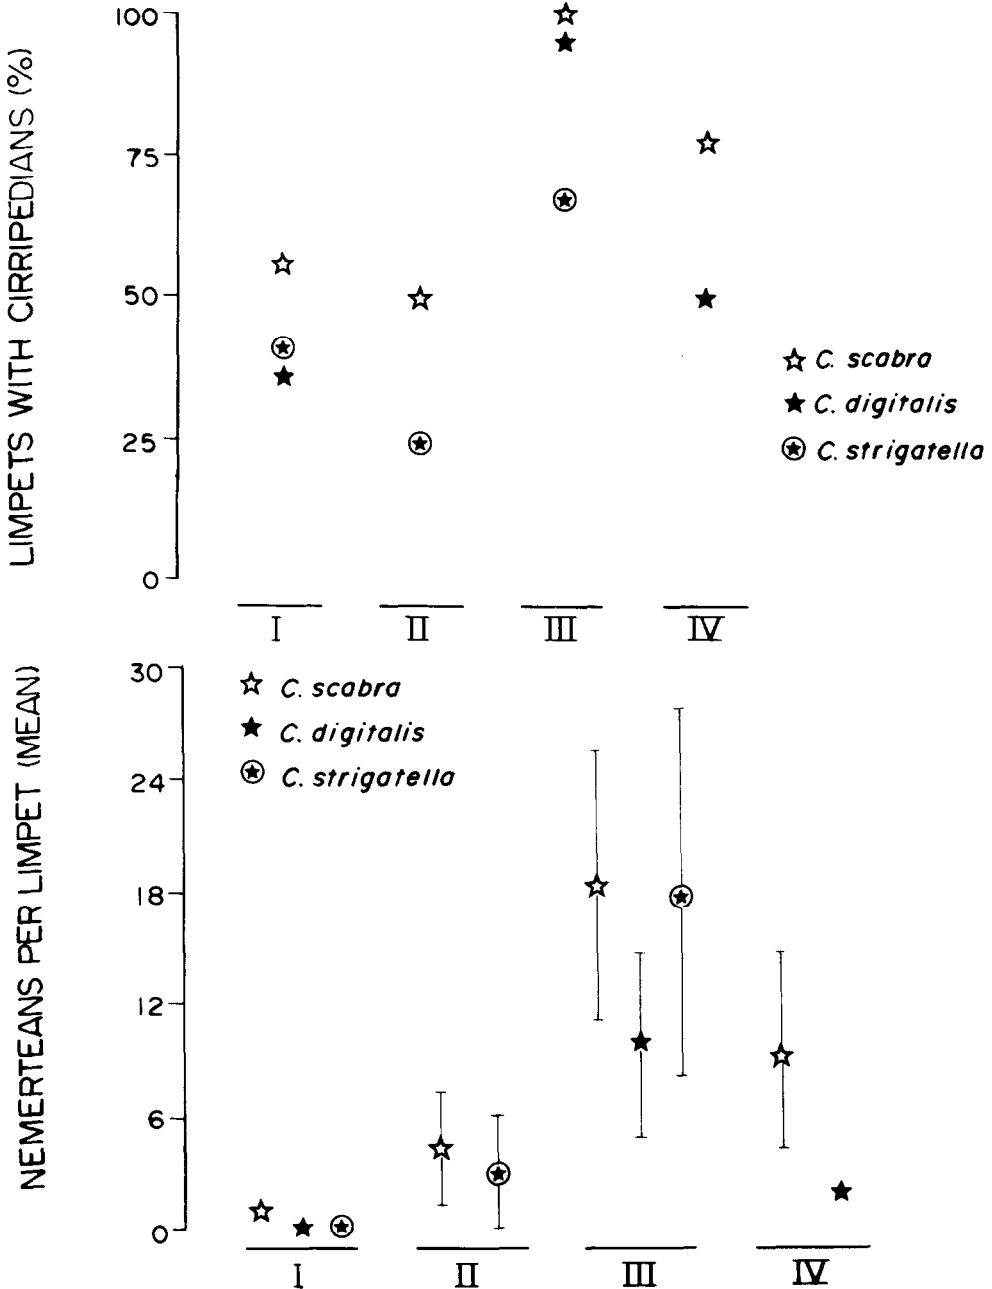 LIMPETS WITH CIRRIPEDIANS (%)
100
75
50
25
0
C. scabra
C. digitalis
C. strigatella
I II III IV
NEMERTEANS PER LIMPET (MEAN)
30
24
18
12
6
0
C. scabra
C. digitalis
C. strigatella
I II III IV